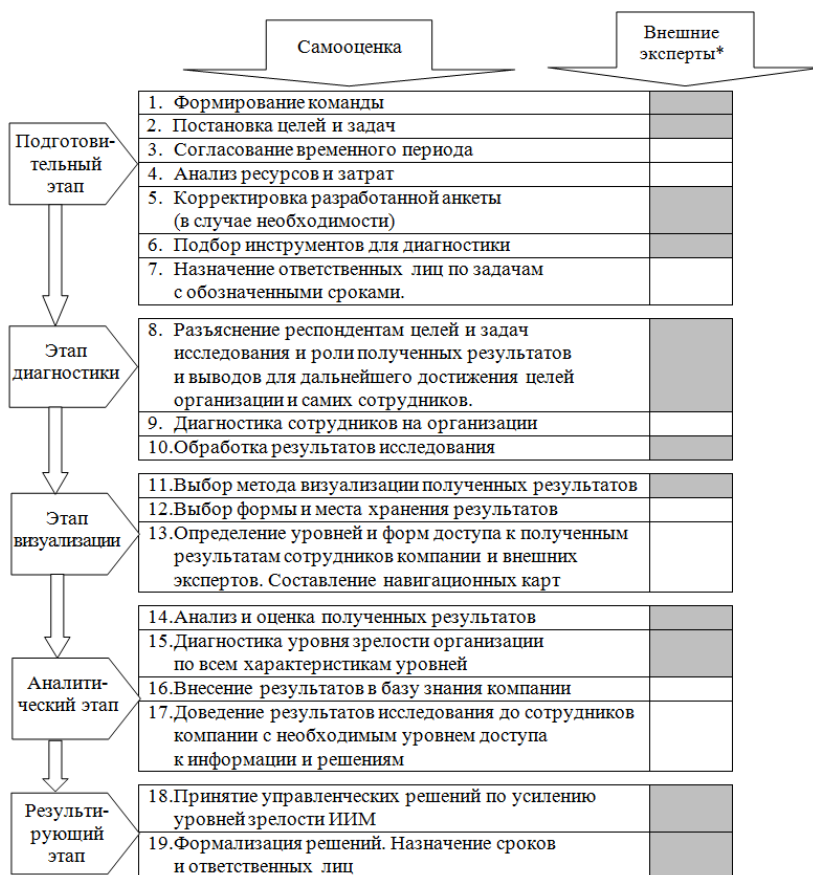 Самооценка
Внешние
эксперты*
Подготови-
тельный
этап
1. Формирование команды
2. Постановка целей и задач
3. Согласование временного периода
4. Анализ ресурсов и затрат
5. Корректировка разработанной анкеты
(в случае необходимости)
6. Подбор инструментов для диагностики
7. Назначение ответственных лиц по задачам
с обозначенными сроками.
Этап
диагностики
8. Разъяснение респондентам целей и задач
исследования и роли полученных результатов
и выводов для дальнейшего достижения целей
организации и самих сотрудников.
9. Диагностика сотрудников на организации
10.Обработка результатов исследования
Этап
визуализации
11.Выбор метода визуализации полученных результатов
12.Выбор формы и места хранения результатов
13.Определение уровней и форм доступа к полученным
результатам сотрудников компании и внешних
экспертов. Составление навигационных карт
Аналити-
ческий этап
14.Анализ и оценка полученных результатов
15.Диагностика уровня зрелости организации
по всем характеристикам уровней
16.Внесение результатов в базу знания компании
17.Доведение результатов исследования до сотрудников
компании с необходимым уровнем доступа
к информации и решениям
Результи-
рующий
этап
18.Принятие управленческих решений по усилению
уровней зрелости ИИМ
19.Формализация решений. Назначение сроков
и ответственных лиц